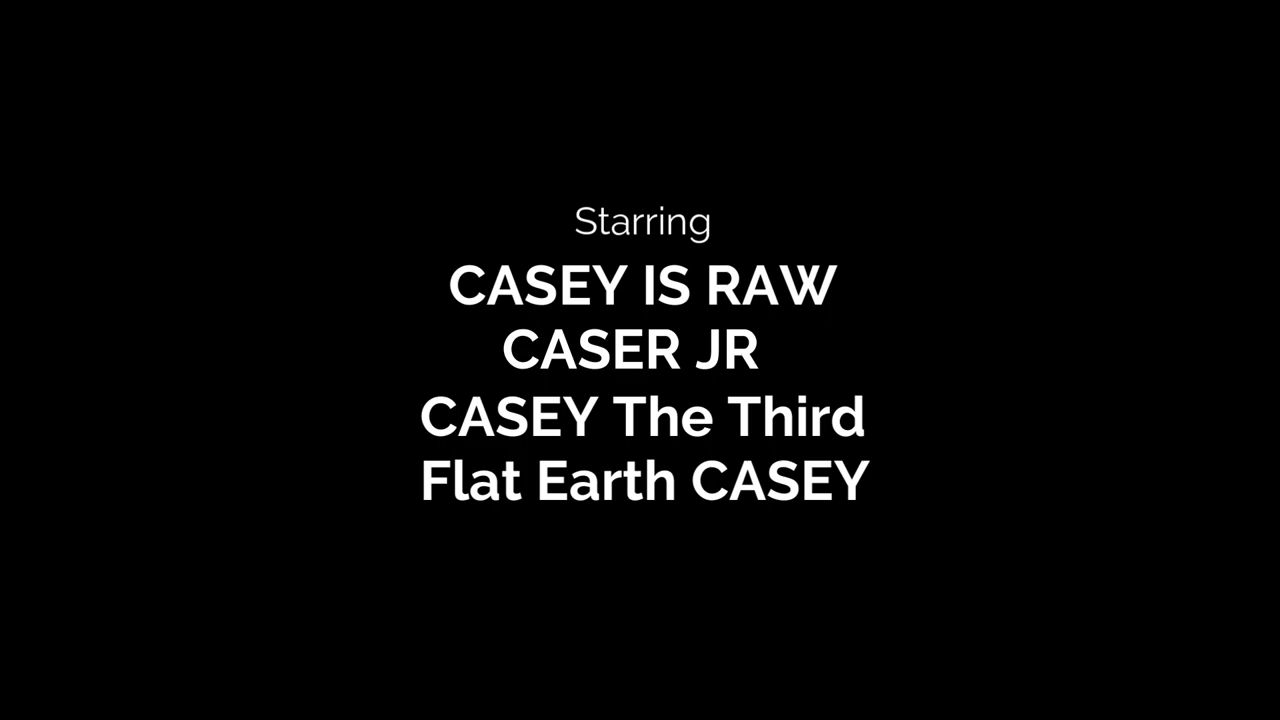 Starring
CASEY IS RAW
CASER JR
CASEY The Third
Flat Earth CASEY